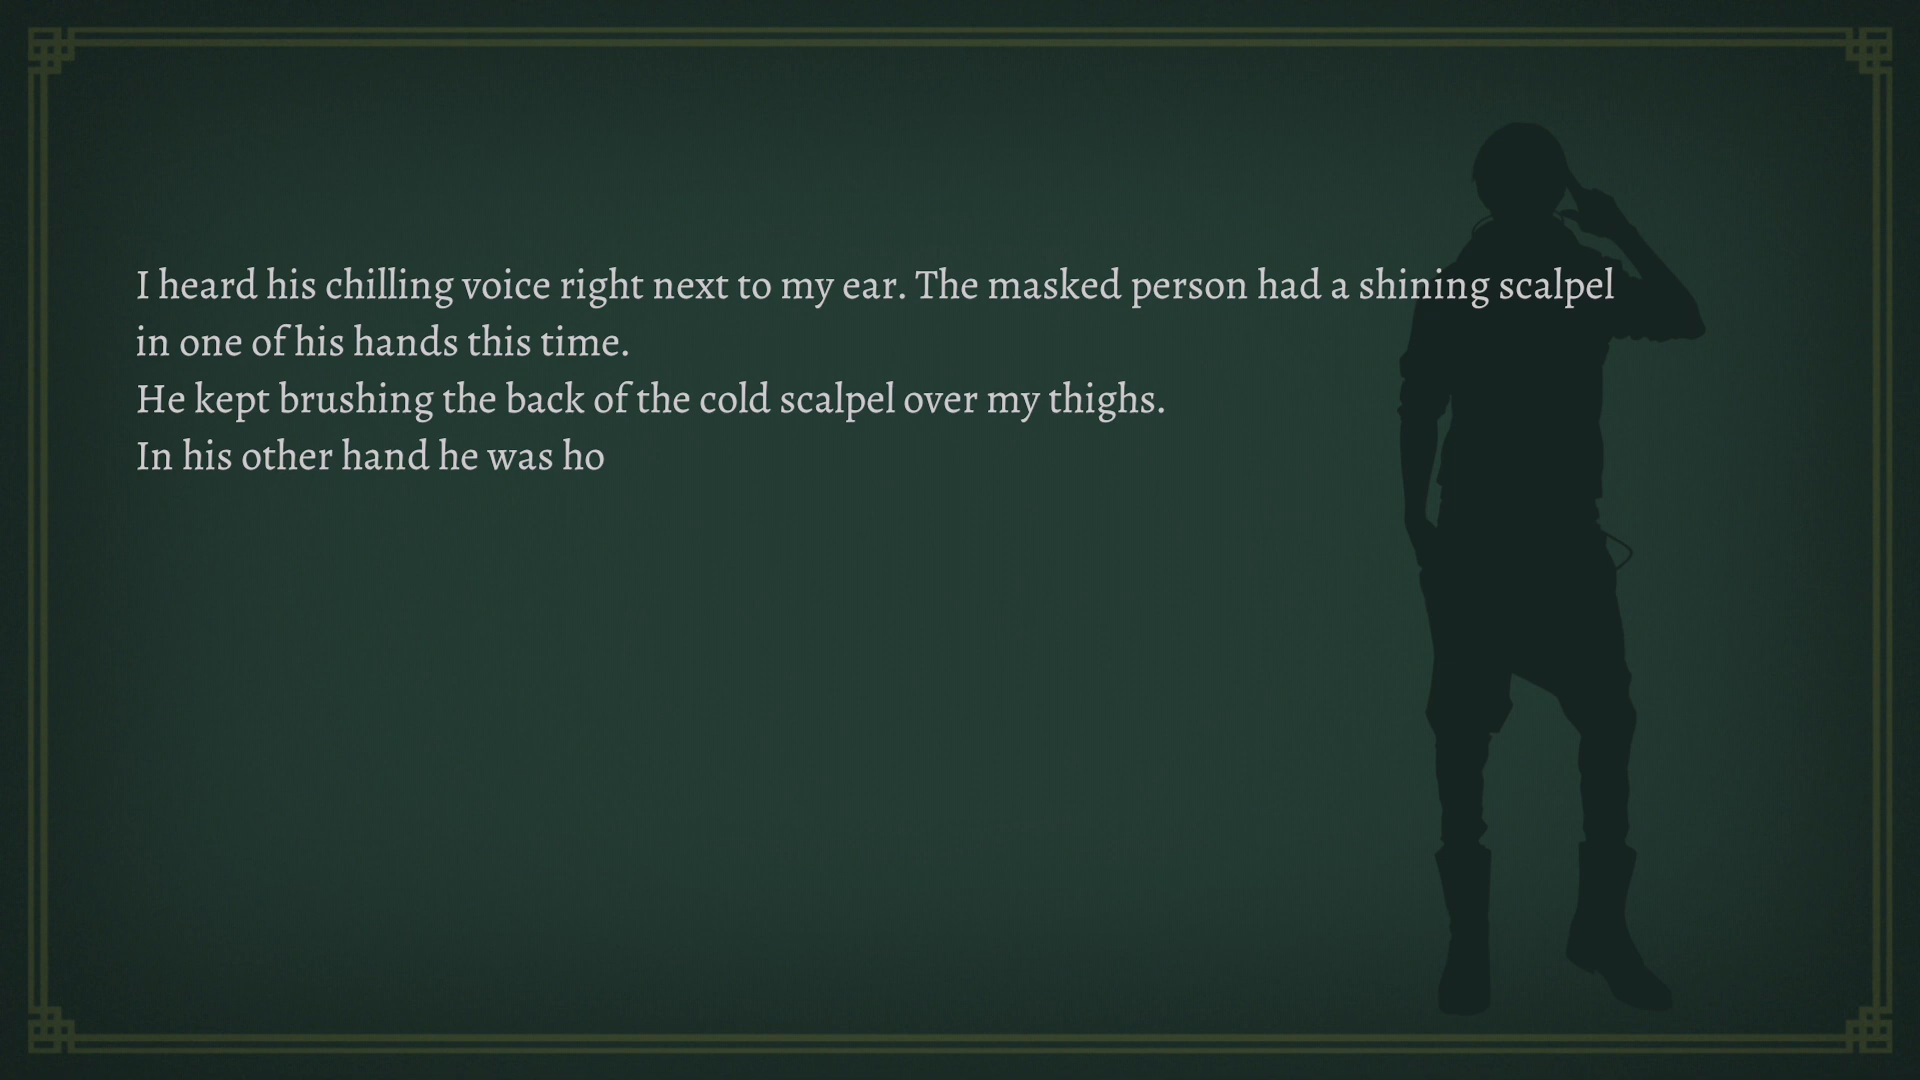 I heard his chilling voice right next to my ear. The masked person had a shining scalpel
in one of his hands this time.
He kept brushing the back of the cold scalpel over my thighs.
In his other hand he was ho